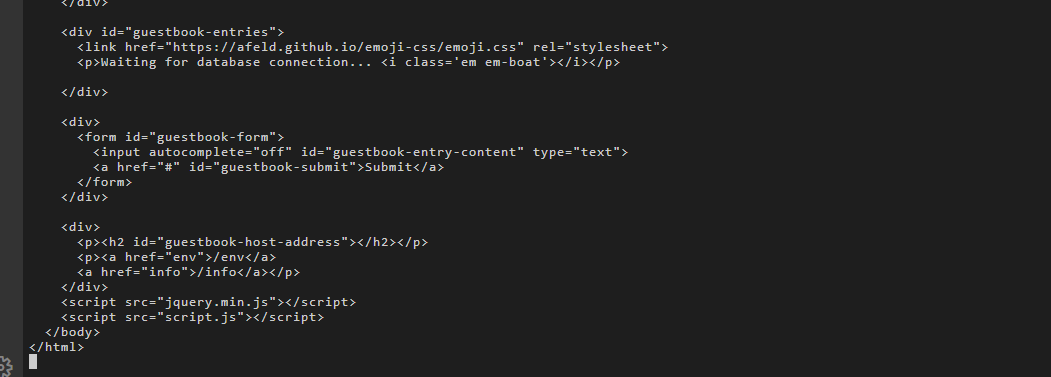 </div>
<div id="guestbook-entries">
<link href="https://afeld.github.io/emoji-css/emoji.css" rel="stylesheet">
<p>Waiting for database connection... <i class='em em-boat'></i></p>
</div>
<div>
<form id="guestbook-form">
<input autocomplete="off" id="guestbook-entry-content" type="text">
<a href="#" id="guestbook-submit">Submit</a>
</form>
</div>
<div>
<p><h2 id="guestbook-host-address"></h2></p>
<p><a href="env">/env</a>
<a href="info">/info</a></p>
</div>
<script src="jquery.min.js"></script>
<script src="script.js"></script>
</body>
</html>